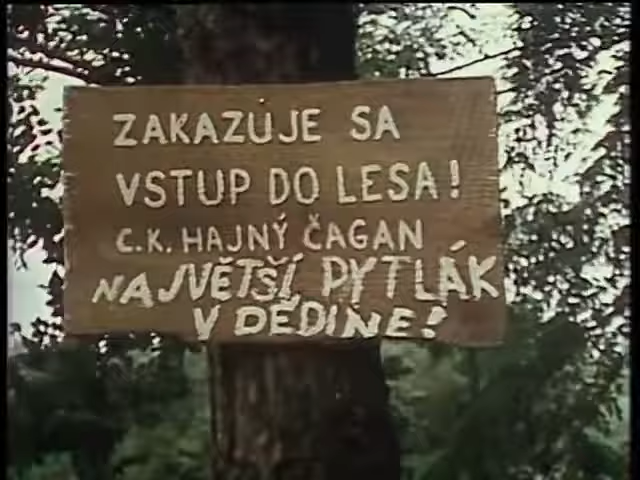 ZAKAZUJE SA
VSTUP DO LESA!
C.K. HAJNÝ ČAGAN
NAJVĚTŠÍ PYTLÁK
V DĚDINE!